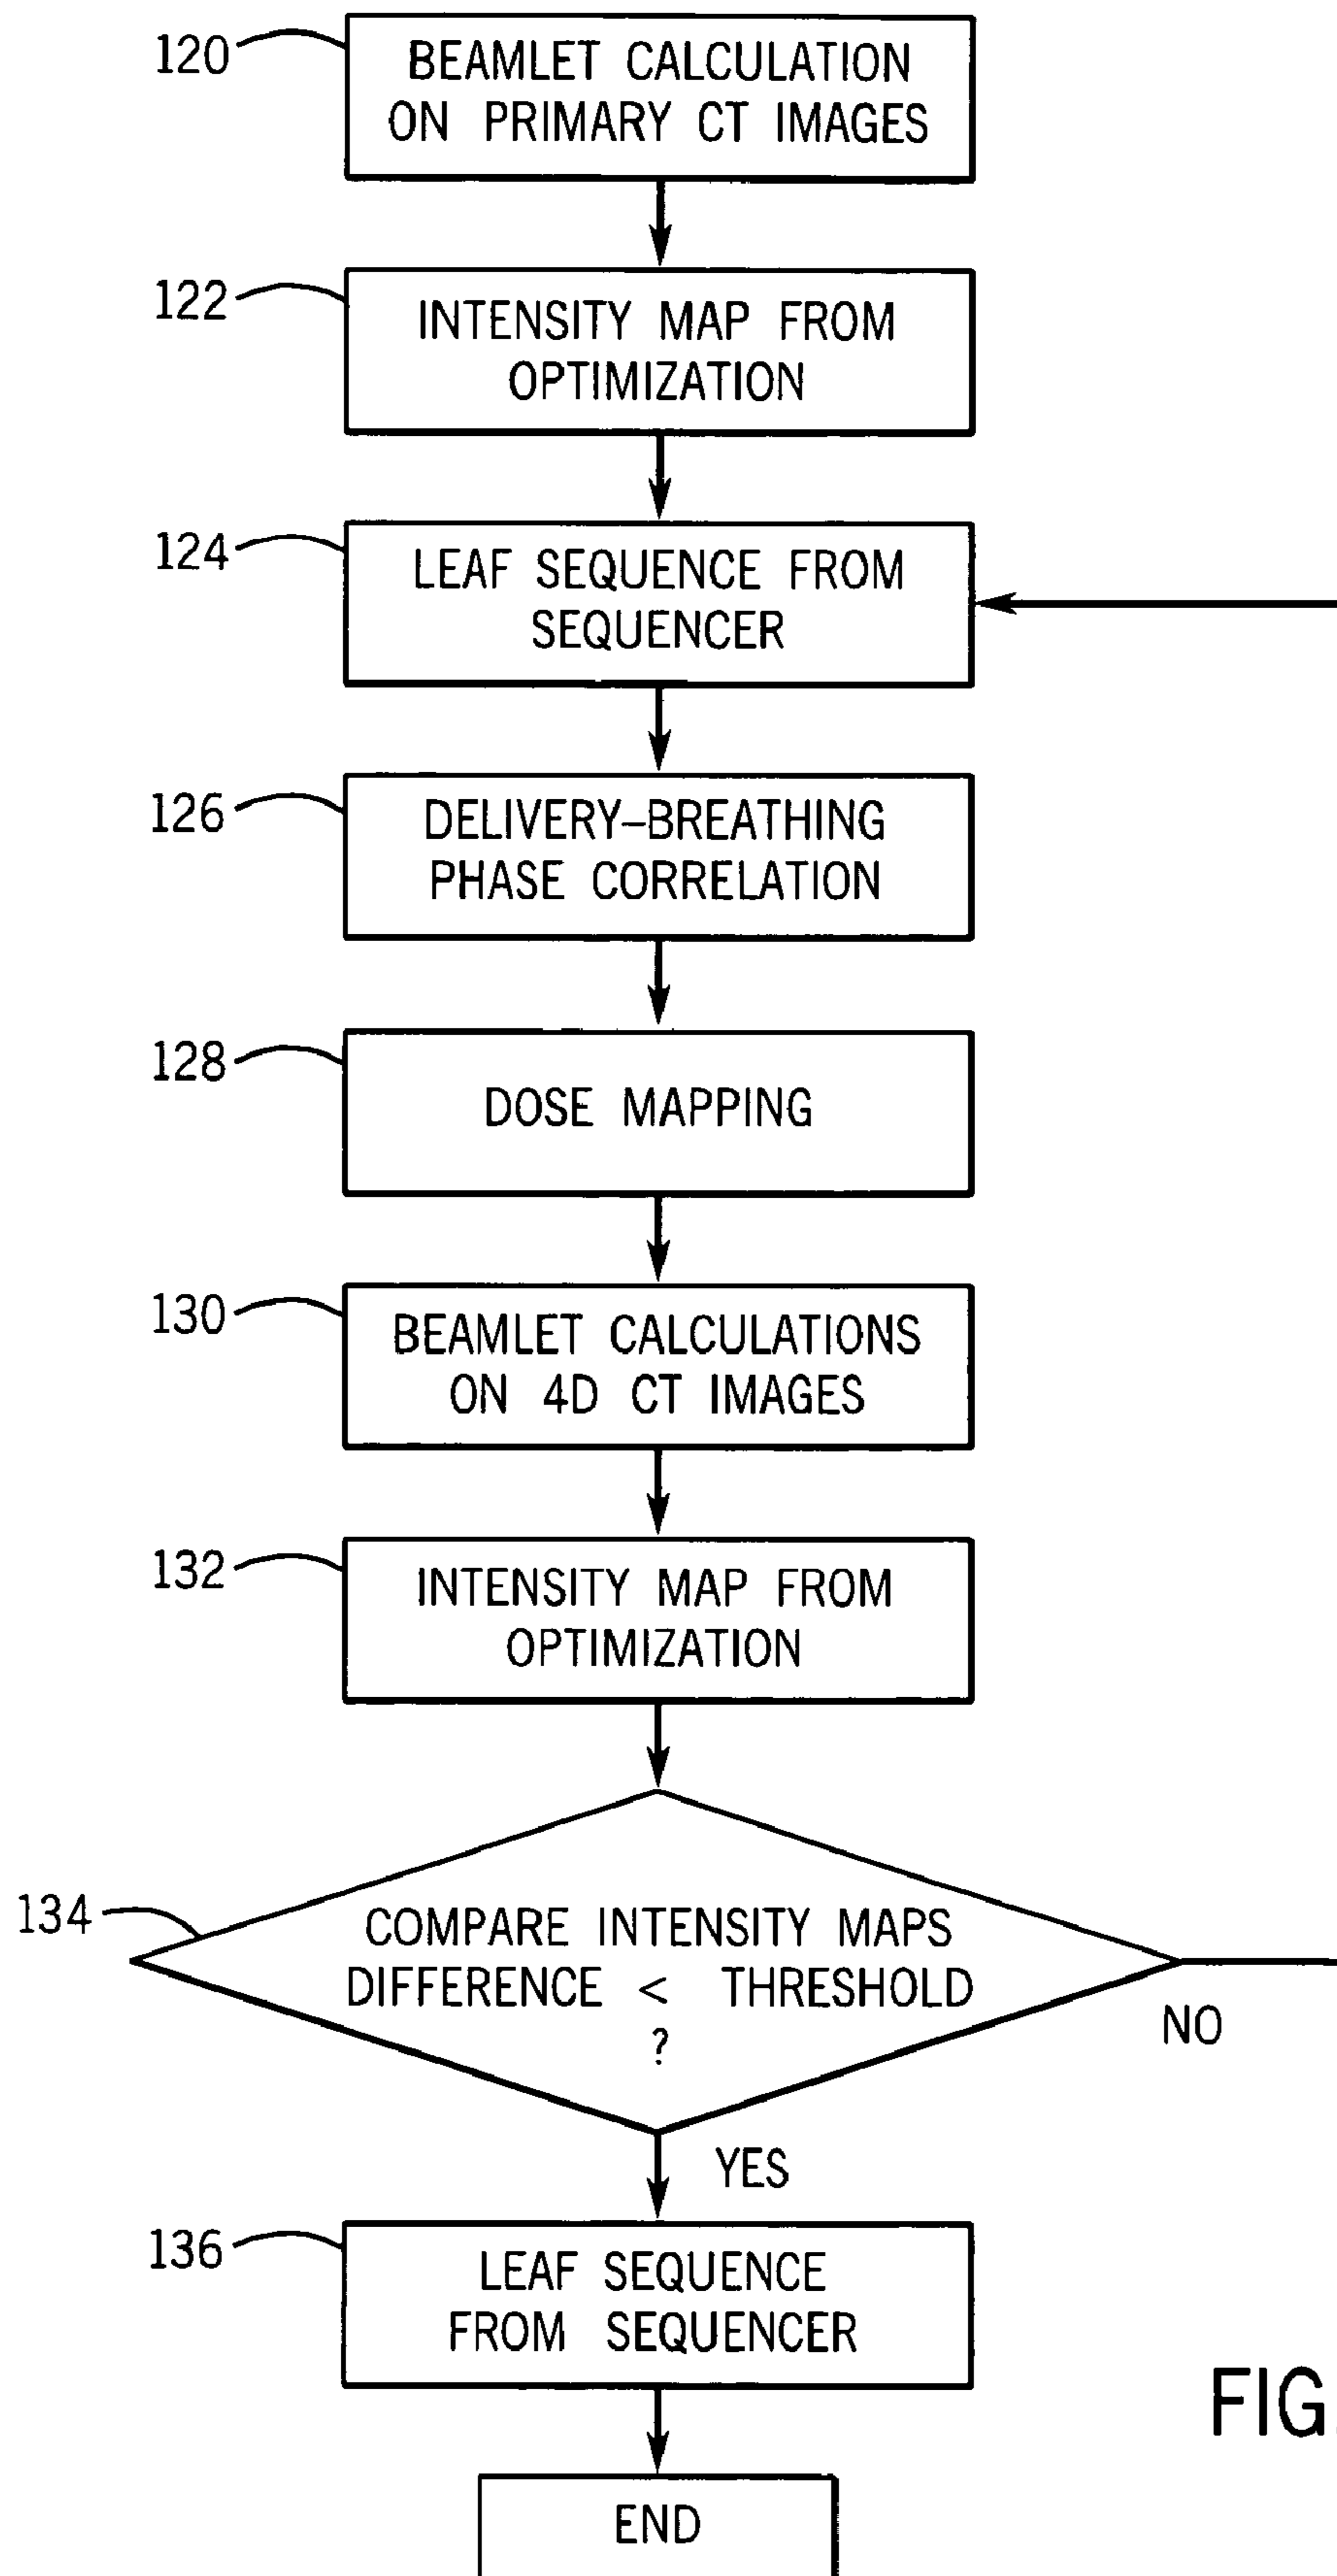 120
BEAMLET CALCULATION
ON PRIMARY CT IMAGES
122
INTENSITY MAP FROM
OPTIMIZATION
124
LEAF SEQUENCE FROM
SEQUENCER
126
DELIVERY–BREATHING
PHASE CORRELATION
128
DOSE MAPPING
130
BEAMLET CALCULATIONS
ON 4D CT IMAGES
132
INTENSITY MAP FROM
OPTIMIZATION
134
COMPARE INTENSITY MAPS
DIFFERENCE < THRESHOLD
?
NO
YES
136
LEAF SEQUENCE
FROM SEQUENCER
FIG.
END